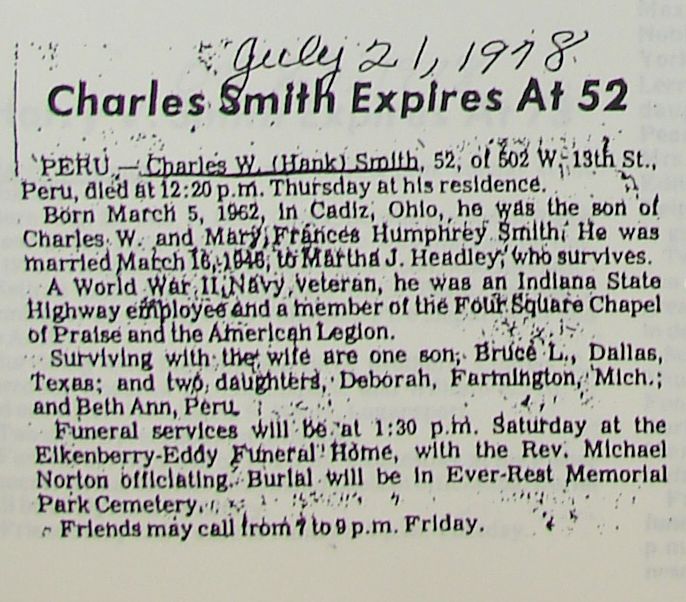 July 21, 1978
Charles Smith Expires At 52
PERU — Charles W. (Hank) Smith, 52, of 502 W. 13th St.,
Peru, died at 12:20 p.m. Thursday at his residence.
Born March 5, 1962, in Cadiz, Ohio, he was the son of
Charles W. and Mary Frances Humphrey Smith. He was
married March 16, 1946, to Martha J. Headley, who survives.
A World War II Navy Veteran, he was an Indiana State
Highway employee and a member of the Four Square Chapel
of Praise and the American Legion.
Surviving with the wife are one son, Bruce L., Dallas,
Texas; and two daughters, Deborah, Farmington, Mich.;
and Beth Ann, Peru.
Funeral services will be at 1:30 p.m. Saturday at the
Eikenberry-Eddy Funeral Home, with the Rev. Michael
Norton officiating. Burial will be in Ever-Rest Memorial
Park Cemetery.
Friends may call from 7 to 9 p.m. Friday.